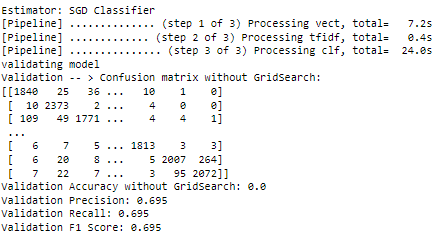 Estimator: SGD Classifier
[Pipeline] ............. (step 1 of 3) Processing vect, total=   7.2s
[Pipeline] ............. (step 2 of 3) Processing tfidf, total=   0.4s
[Pipeline] ............... (step 3 of 3) Processing clf, total=  24.0s
validating model
Validation -- > Confusion matrix without GridSearch:
[[1840   25   36 ...   10    1    0]
 [  10 2373    2 ...    4    0    0]
 [ 109   49 1771 ...    4    4    1]
 ...
 [   6    7    5 ... 1813    3    3]
 [   6   20    8 ...    5 2007  264]
 [   7   22    7 ...    3   95 2072]]
Validation Accuracy without GridSearch: 0.0
Validation Precision: 0.695
Validation Recall: 0.695
Validation F1 Score: 0.695